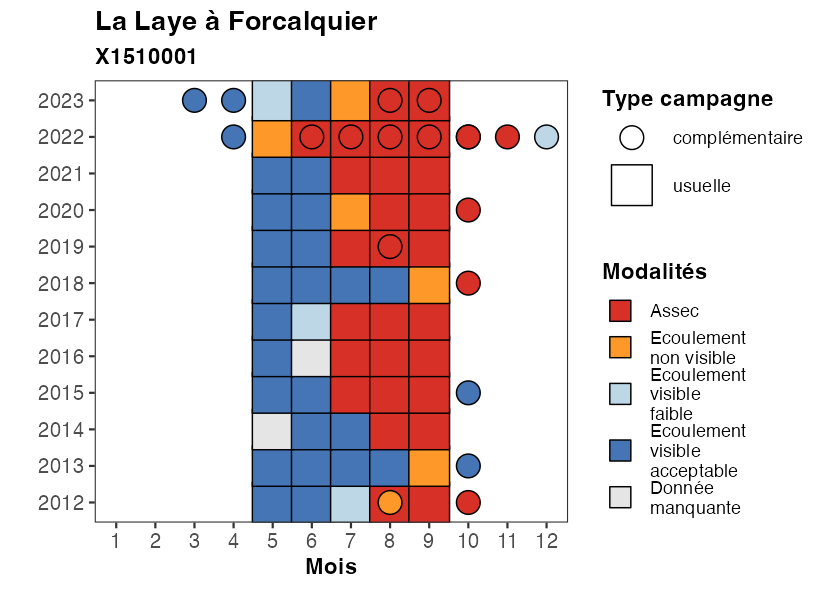 La Laye à Forcalquier
X1510001
2023
2022
2021
2020
2019
2018
2017
2016
2015
2014
2013
2012
1 2 3 4 5 6 7 8 9 10 11 12
Mois
Type campagne
complémentaire
usuelle
Modalités
Assec
Ecoulement
non visible
Ecoulement
visible
faible
Ecoulement
visible
acceptable
Donnée
manquante